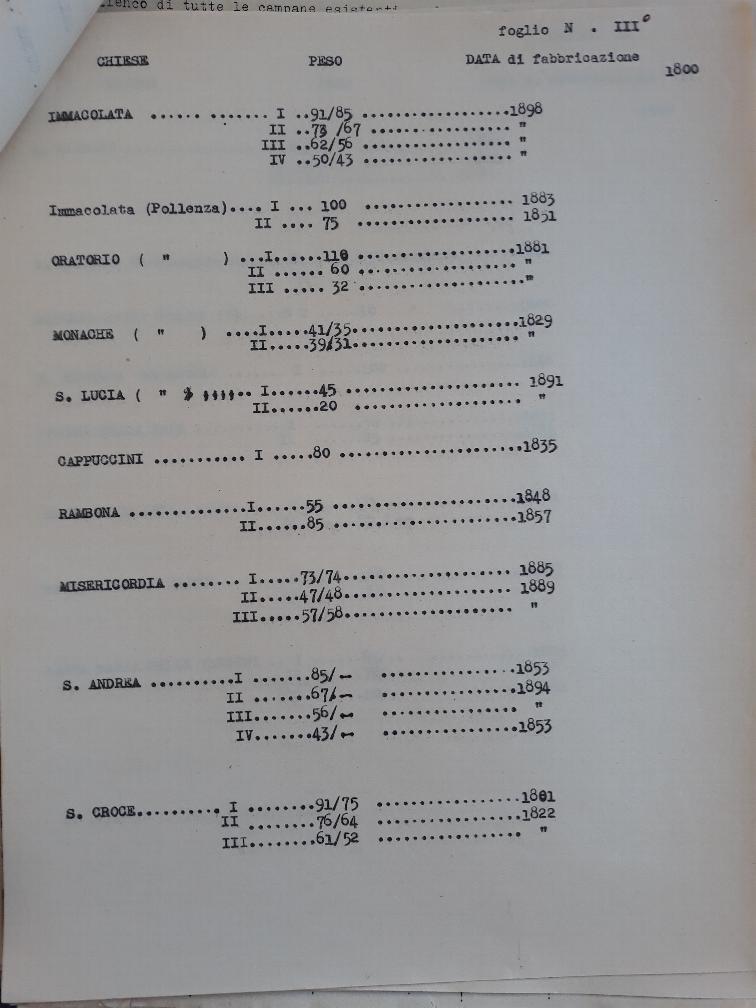 lenco di tutte le campane esistenti
foglio N . III°
CHIESE PESO DATA di fabbricazione
1800
IMMACOLATA ...... ....... I ..91/85 ..................1898
II ..73 /67 ................. "
III ..62/56 .................. "
IV ..50/43 .................. "
Immacolata (Pollenza).... I ... 100 .................. 1883
II .... 75 ................... 1851
ORATORIO ( " ) ...I......110 ...................1881
II ...... 60 ................... "
III ..... 32 ....................."
MONACHE ( " ) ....I.....41/35....................1829
II.....39/31.................... "
S. LUCIA ( " ) .... I......45 .................... 1891
II......20 .................... "
CAPPUCCINI ........... I .....80 ......................1835
RAMBONA ..............I......55 ......................1848
II......85 .......................1857
MISERICORDIA ........ I.....73/74.................... 1885
II.....47/48.................... 1889
III.....57/58.................... "
S. ANDREA ..........I .......85/- ................1853
II .......67/- ................1894
III.......56/- ................ "
IV.......43/- ................1853
S. CROCE.......... I ........91/75 .................1801
II ........76/64 .................1822
III........61/52 ................. "